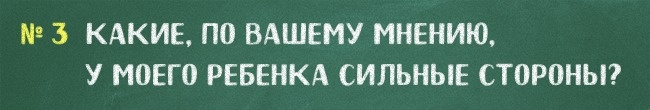 № 3 КАКИЕ, ПО ВАШЕМУ МНЕНИЮ,
У МОЕГО РЕБЕНКА СИЛЬНЫЕ СТОРОНЫ?